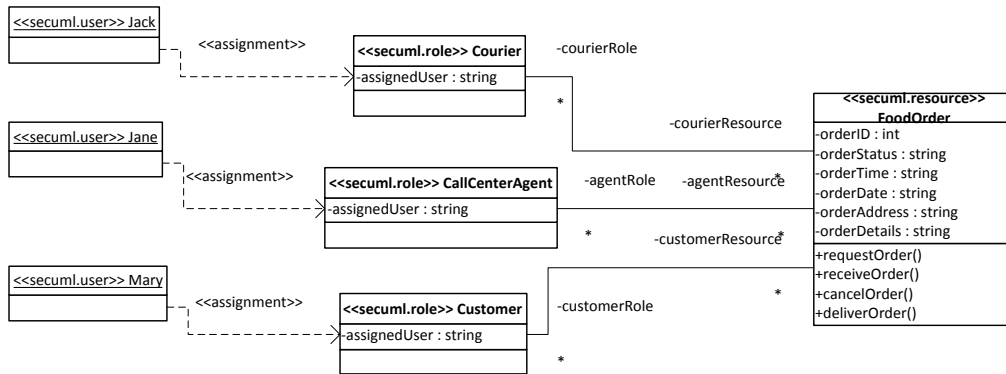 <<secuml.user>> Jack
<<assignment>>
<<secuml.role>> Courier
-assignedUser : string
-courierRole
*
-courierResource
*
<<secuml.resource>>
FoodOrder
-orderID : int
-orderStatus : string
-orderTime : string
-orderDate : string
-orderAddress : string
-orderDetails : string
+requestOrder()
+receiveOrder()
+cancelOrder()
+deliverOrder()
<<secuml.user>> Jane
<<assignment>>
<<secuml.role>> CallCenterAgent
-assignedUser : string
-agentRole
*
-agentResource
*
<<secuml.user>> Mary
<<assignment>>
<<secuml.role>> Customer
-assignedUser : string
-customerRole
*
-customerResource
*